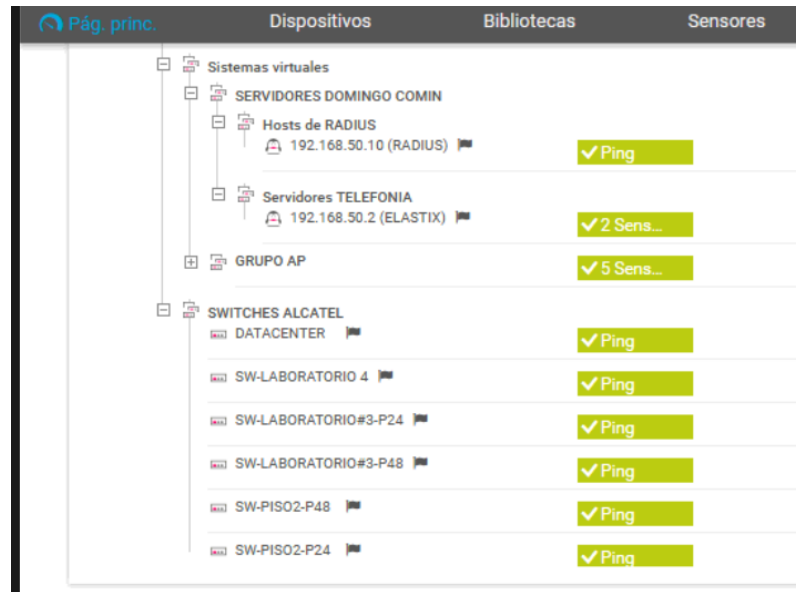 Pág. princ. Dispositivos Bibliotecas Sensores
Sistemas virtuales
SERVIDORES DOMINGO COMIN
Hosts de RADIUS
192.168.50.10 (RADIUS) Ping
Servidores TELEFONIA
192.168.50.2 (ELASTIX) 2 Sens...
GRUPO AP 5 Sens...
SWITCHES ALCATEL
DATACENTER Ping
SW-LABORATORIO 4 Ping
SW-LABORATORIO#3-P24 Ping
SW-LABORATORIO#3-P48 Ping
SW-PISO2-P48 Ping
SW-PISO2-P24 Ping